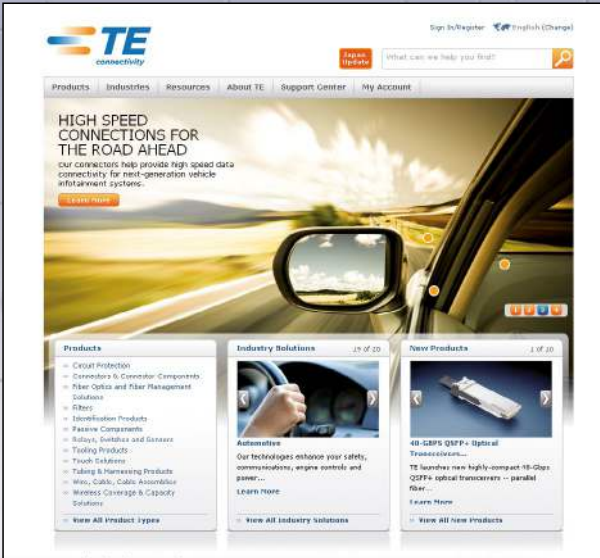 Sign In/Register English (Change)
TE
connectivity
Japan
Update
What can we help you find?
Products Industries Resources About TE Support Center My Account
HIGH SPEED
CONNECTIONS FOR
THE ROAD AHEAD
Our connectors help provide high speed data
connectivity for next-generation vehicle
infotainment systems.
Learn More
1 2 3 4
Products
Circuit Protection
Connectors & Connector Components
Fiber Optics and Fiber Management
Solutions
Filters
Identification Products
Passive Components
Relays, Switches and Sensors
Tooling Products
Touch Solutions
Tubing & Harnessing Products
Wire, Cable, Cable Assemblies
Wireless Coverage & Capacity
Solutions
View All Product Types
Industry Solutions
Automotive
Our technologies enhance your safety,
communications, engine controls and
power...
Learn More
View All Industry Solutions
New Products 1 of 10
40-GBPS QSFP+ Optical
Transceivers...
TE launches new highly-compact 40-Gbps
QSFP+ optical transceivers -- parallel
fiber...
Learn More
View All New Products